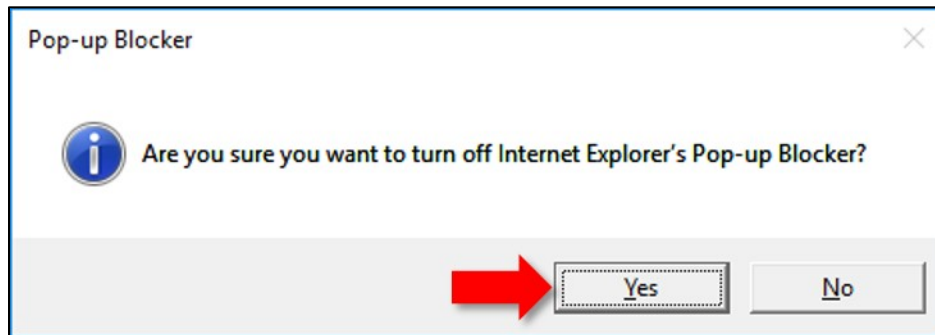 Pop-up Blocker
Are you sure you want to turn off Internet Explorer's Pop-up Blocker?
Yes
No